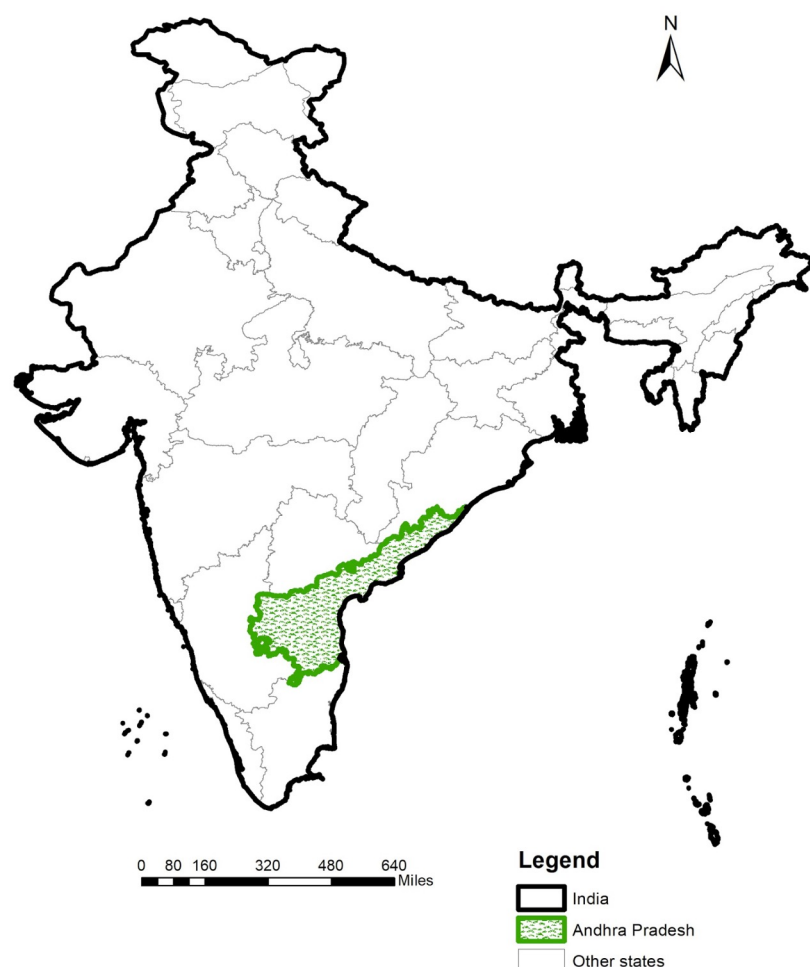 N
0 80 160 320 480 640
Miles
Legend
India
Andhra Pradesh
Other states